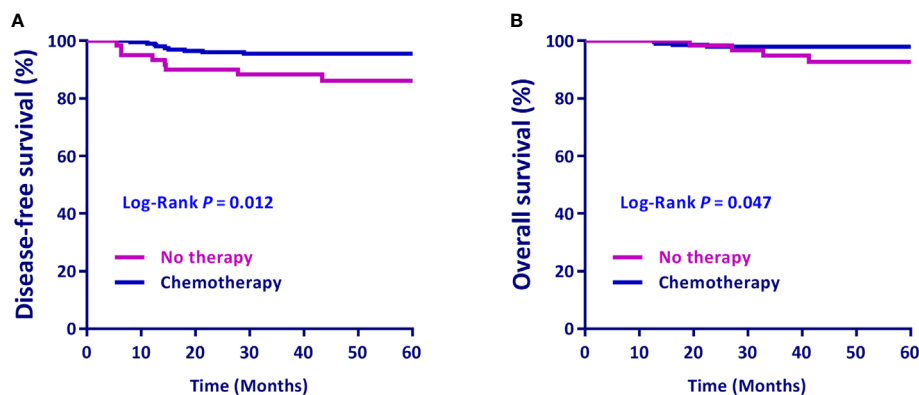 A
Disease-free survival (%)
100
80
60
40
20
0
Log-Rank P = 0.012
No therapy
Chemotherapy
0 10 20 30 40 50 60
Time (Months)
B
Overall survival (%)
100
80
60
40
20
0
Log-Rank P = 0.047
No therapy
Chemotherapy
0 10 20 30 40 50 60
Time (Months)